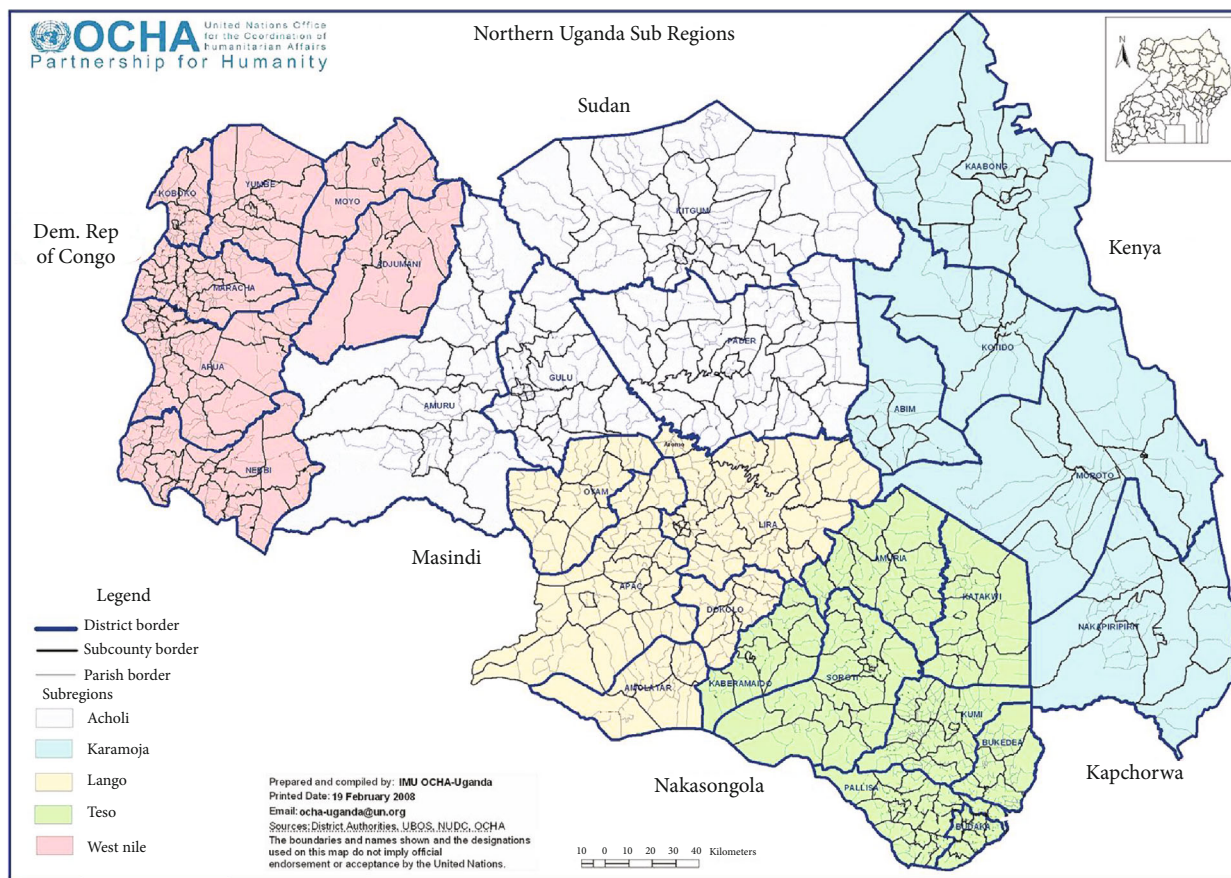 OCHA
United Nations Office
for the Coordination of
humanitarian Affairs
Partnership for Humanity
Northern Uganda Sub Regions
N
Sudan
Dem. Rep
of Congo
Kenya
Masindi
Nakasongola
Kapchorwa
KAABONG
KOBOKO
YUMBE
MOYO
KITGUM
ADJUMANI
MARACHA
PADER
KOTIDO
ARUA
GULU
AMURU
ABIM
Aromo
NEBBI
OYAM
MOROTO
LIRA
AMURIA
APAC
KATAKWI
DOKOLO
NAKAPIRIPIRIT
KABERAMAIDO
SOROTI
AMOLATAR
KUMI
BUKEDEA
PALLISA
BUDAKA
Legend
District border
Subcounty border
Parish border
Subregions
Acholi
Karamoja
Lango
Teso
West nile
Prepared and compiled by: IMU OCHA-Uganda
Printed Date: 19 February 2008
Email: ocha-uganda@un.org
Sources: District Authorities, UBOS, NUDC, OCHA
The boundaries and names shown and the designations
used on this map do not imply official
endorsement or acceptance by the United Nations.
10 0 10 20 30 40 Kilometers